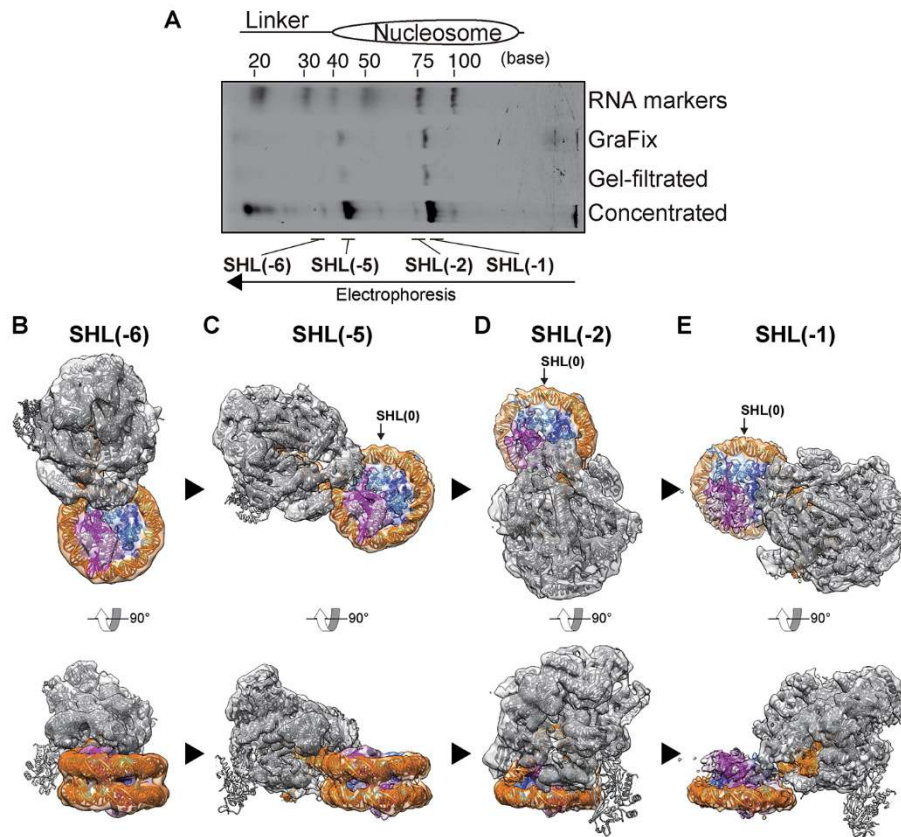 A
Linker
Nucleosome
20 30 40 50 75 100 (base)
RNA markers
GraFix
Gel-filtrated
Concentrated
SHL(-6) SHL(-5) SHL(-2) SHL(-1)
Electrophoresis
B SHL(-6) C SHL(-5) D SHL(-2) E SHL(-1)
SHL(0)
SHL(0)
SHL(0)
90° 90° 90° 90°